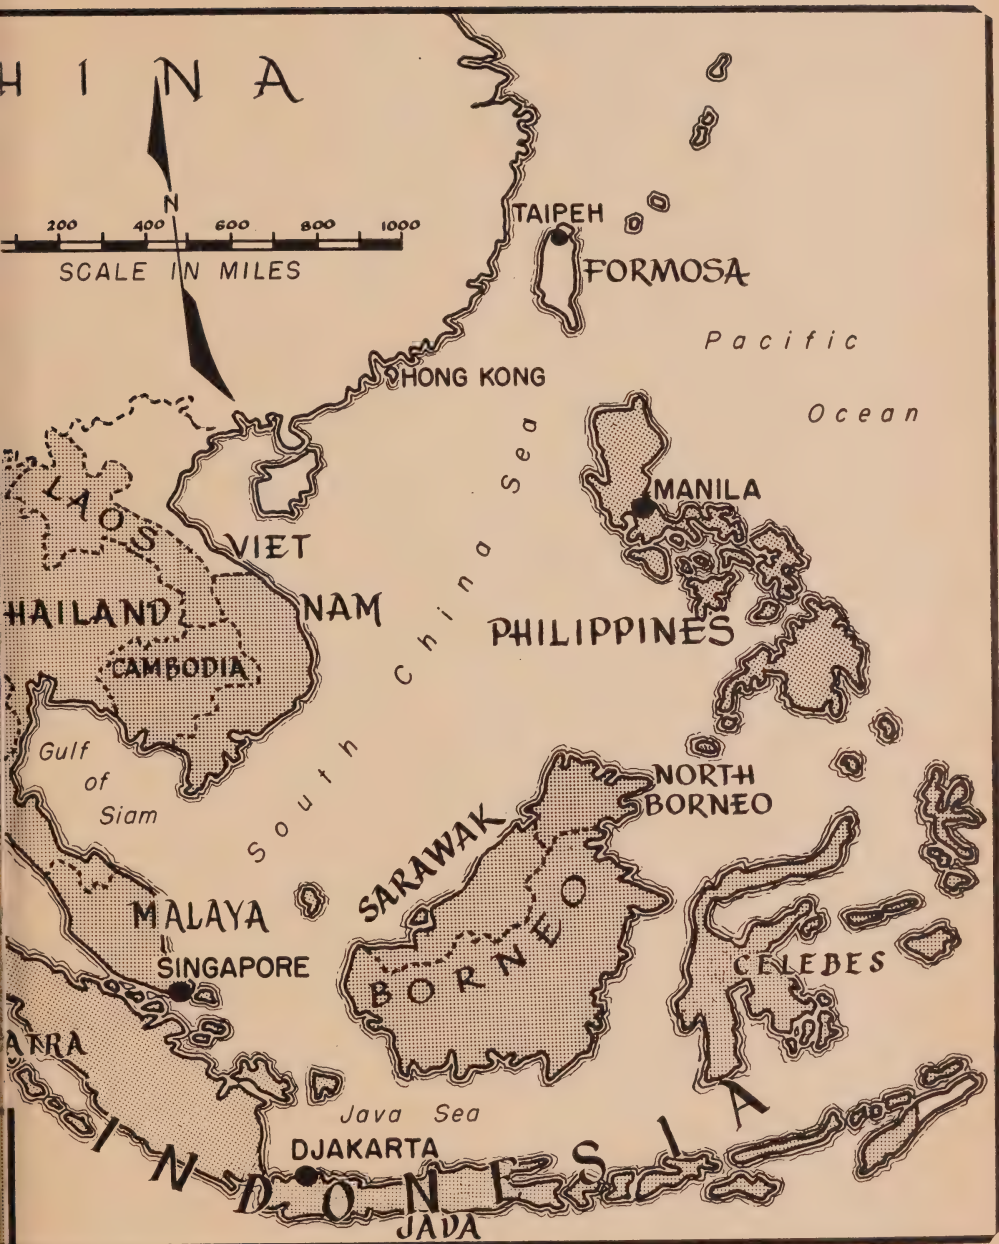 HINA
N
200 400 600 800 1000
SCALE IN MILES
TAIPEH
FORMOSA
Pacific
Ocean
HONG KONG
South China Sea
MANILA
PHILIPPINES
LAOS
VIET
NAM
HAILAND
CAMBODIA
Gulf
of
Siam
NORTH
BORNEO
SARAWAK
BORNEO
MALAYA
SINGAPORE
CELEBES
ATRA
Java Sea
DJAKARTA
INDONESIA
JAVA